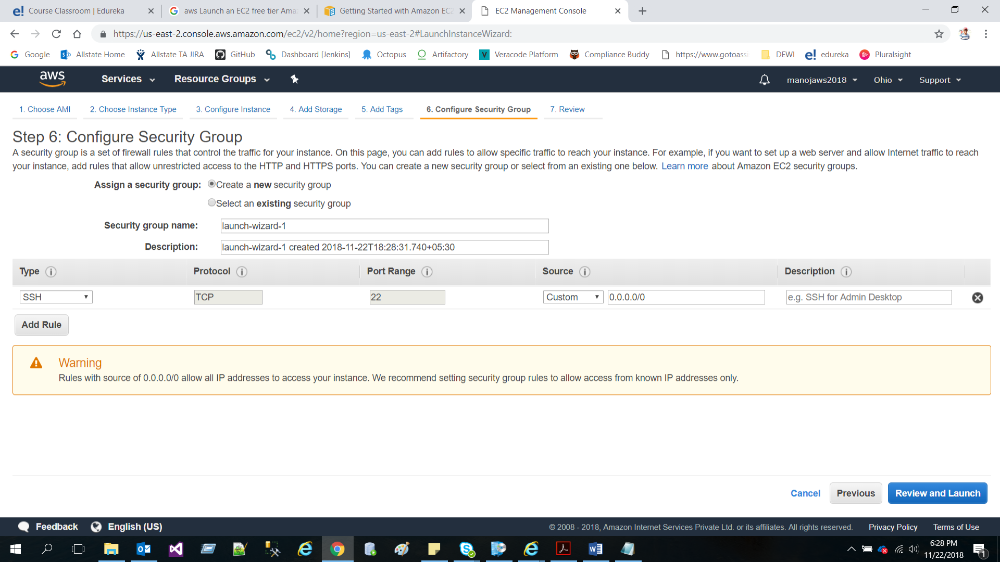 Course Classroom | Edureka
aws Launch an EC2 free tier Ama
Getting Started with Amazon EC2
EC2 Management Console
https://us-east-2.console.aws.amazon.com/ec2/v2/home?region=us-east-2#LaunchInstanceWizard:
Google
Allstate Home
Allstate TA JIRA
GitHub
Dashboard [Jenkins]
Octopus
Artifactory
Veracode Platform
Compliance Buddy
https://www.gotoassi
DEWI
edureka
Pluralsight
aws
Services
Resource Groups
manojaws2018
Ohio
Support
1. Choose AMI
2. Choose Instance Type
3. Configure Instance
4. Add Storage
5. Add Tags
6. Configure Security Group
7. Review
Step 6: Configure Security Group
A security group is a set of firewall rules that control the traffic for your instance. On this page, you can add rules to allow specific traffic to reach your instance. For example, if you want to set up a web server and allow Internet traffic to reach
your instance, add rules that allow unrestricted access to the HTTP and HTTPS ports. You can create a new security group or select from an existing one below. Learn more about Amazon EC2 security groups.
Assign a security group: Create a new security group
Select an existing security group
Security group name: launch-wizard-1
Description: launch-wizard-1 created 2018-11-22T18:28:31.740+05:30
Type
Protocol
Port Range
Source
Description
SSH
TCP
22
Custom
0.0.0.0/0
e.g. SSH for Admin Desktop
Add Rule
Warning
Rules with source of 0.0.0.0/0 allow all IP addresses to access your instance. We recommend setting security group rules to allow access from known IP addresses only.
Cancel
Previous
Review and Launch
Feedback
English (US)
© 2008 - 2018, Amazon Internet Services Private Ltd. or its affiliates. All rights reserved.
Privacy Policy
Terms of Use
6:28 PM
11/22/2018
1